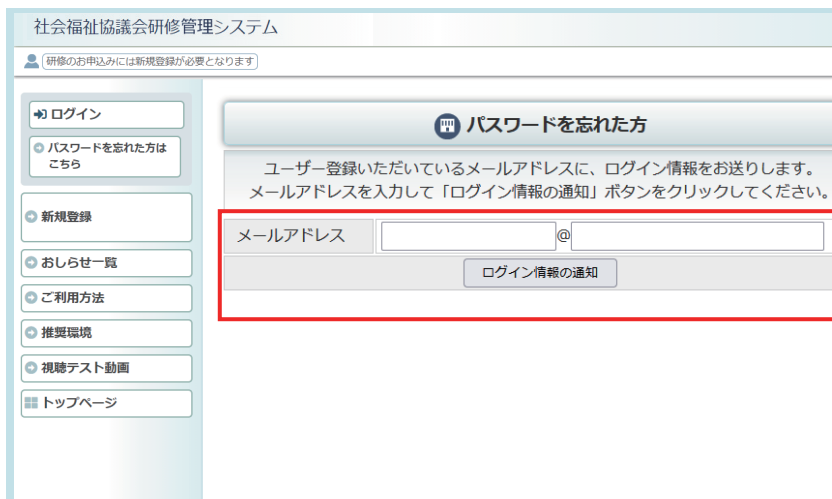 社会福祉協議会研修管理システム
研修のお申込みには新規登録が必要となります
ログイン
パスワードを忘れた方は
こちら
新規登録
おしらせ一覧
ご利用方法
推奨環境
視聴テスト動画
トップページ
パスワードを忘れた方
ユーザー登録いただいているメールアドレスに、ログイン情報をお送りします。
メールアドレスを入力して「ログイン情報の通知」ボタンをクリックしてください。
メールアドレス @
ログイン情報の通知